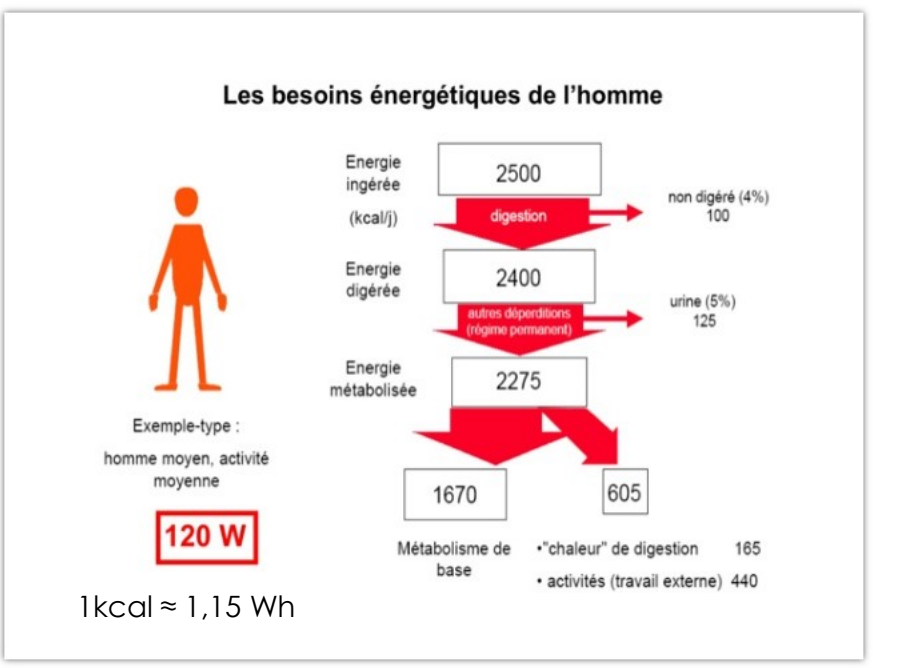 Les besoins énergétiques de l'homme
Energie
ingérée
(kcal/j)
2500
digestion
non digéré (4%)
100
Energie
digérée
2400
autres déperditions
(régime permanent)
urine (5%)
125
Energie
métabolisée
2275
1670
605
Métabolisme de
base
•"chaleur" de digestion 165
• activités (travail externe) 440
Exemple-type :
homme moyen, activité
moyenne
120 W
1kcal ≈ 1,15 Wh